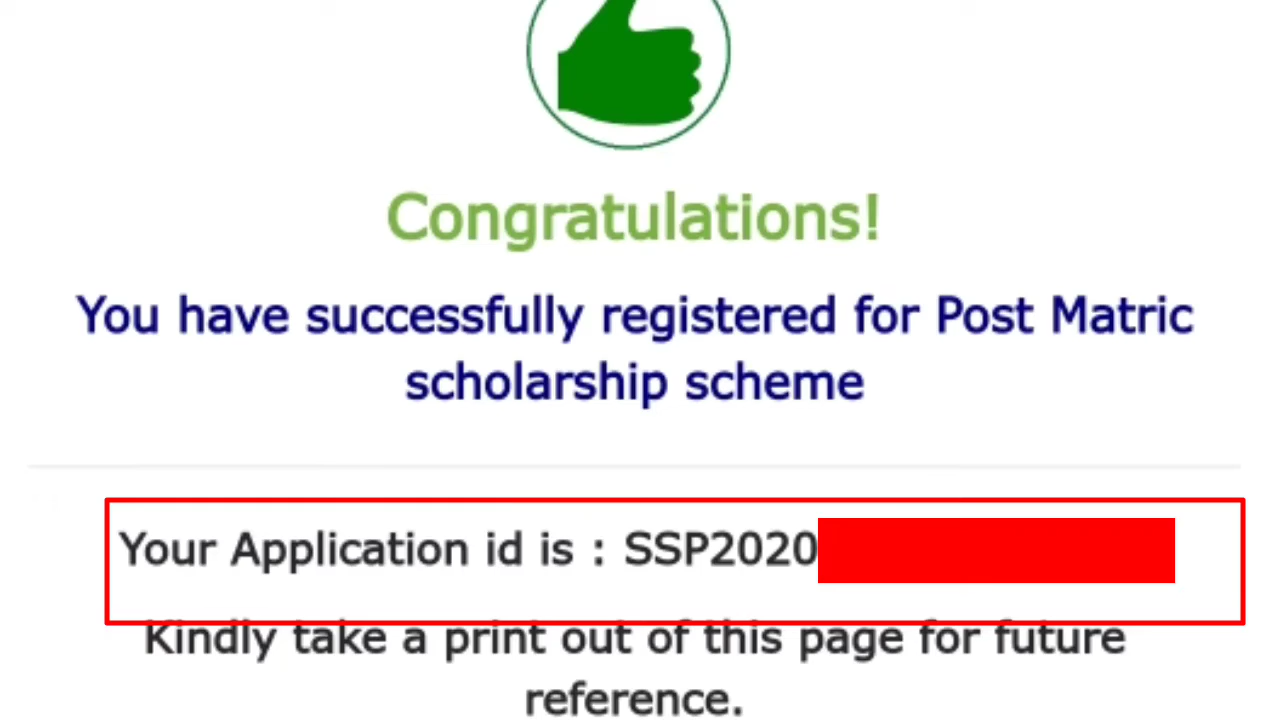 Congratulations!
You have successfully registered for Post Matric
scholarship scheme
Your Application id is : SSP2020
Kindly take a print out of this page for future
reference.